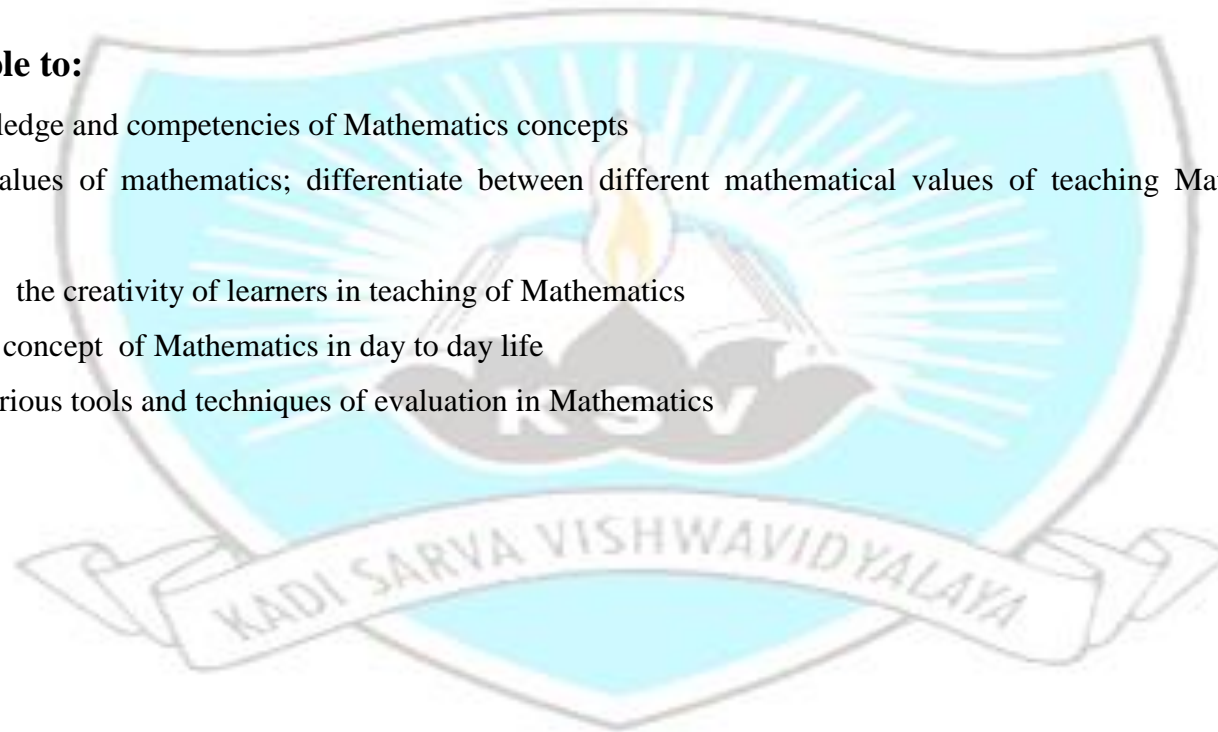 ble to:
ledge and competencies of Mathematics concepts
alues of mathematics; differentiate between different mathematical values of teaching Mat
the creativity of learners in teaching of Mathematics
concept of Mathematics in day to day life
rious tools and techniques of evaluation in Mathematics
KSV
KADI SARVA VISHWAVIDYALAYA